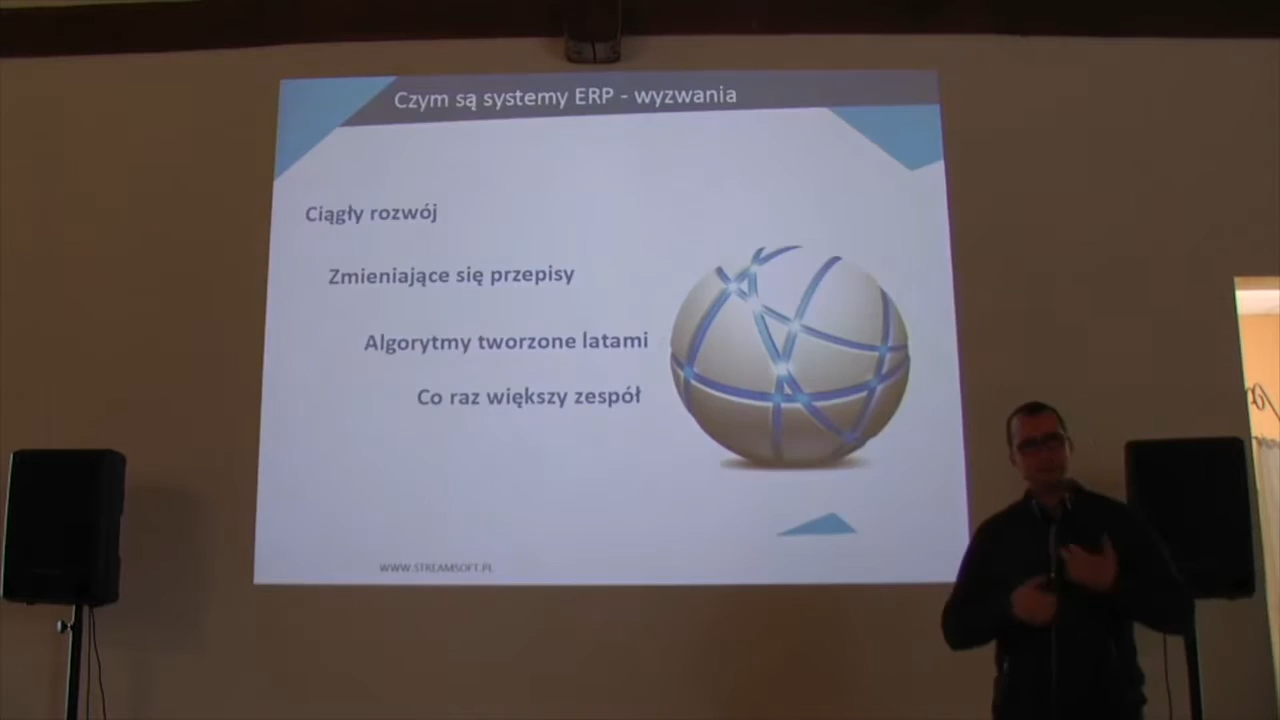 Czym są systemy ERP - wyzwania
Ciągły rozwój
Zmieniające się przepisy
Algorytmy tworzone latami
Co raz większy zespół
WWW.STREAMSOFT.PL